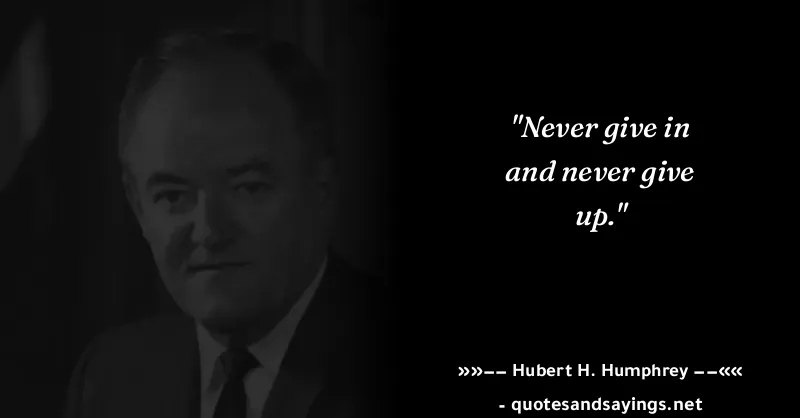 "Never give in
and never give
up."
»»−− Hubert H. Humphrey −−««
- quotesandsayings.net